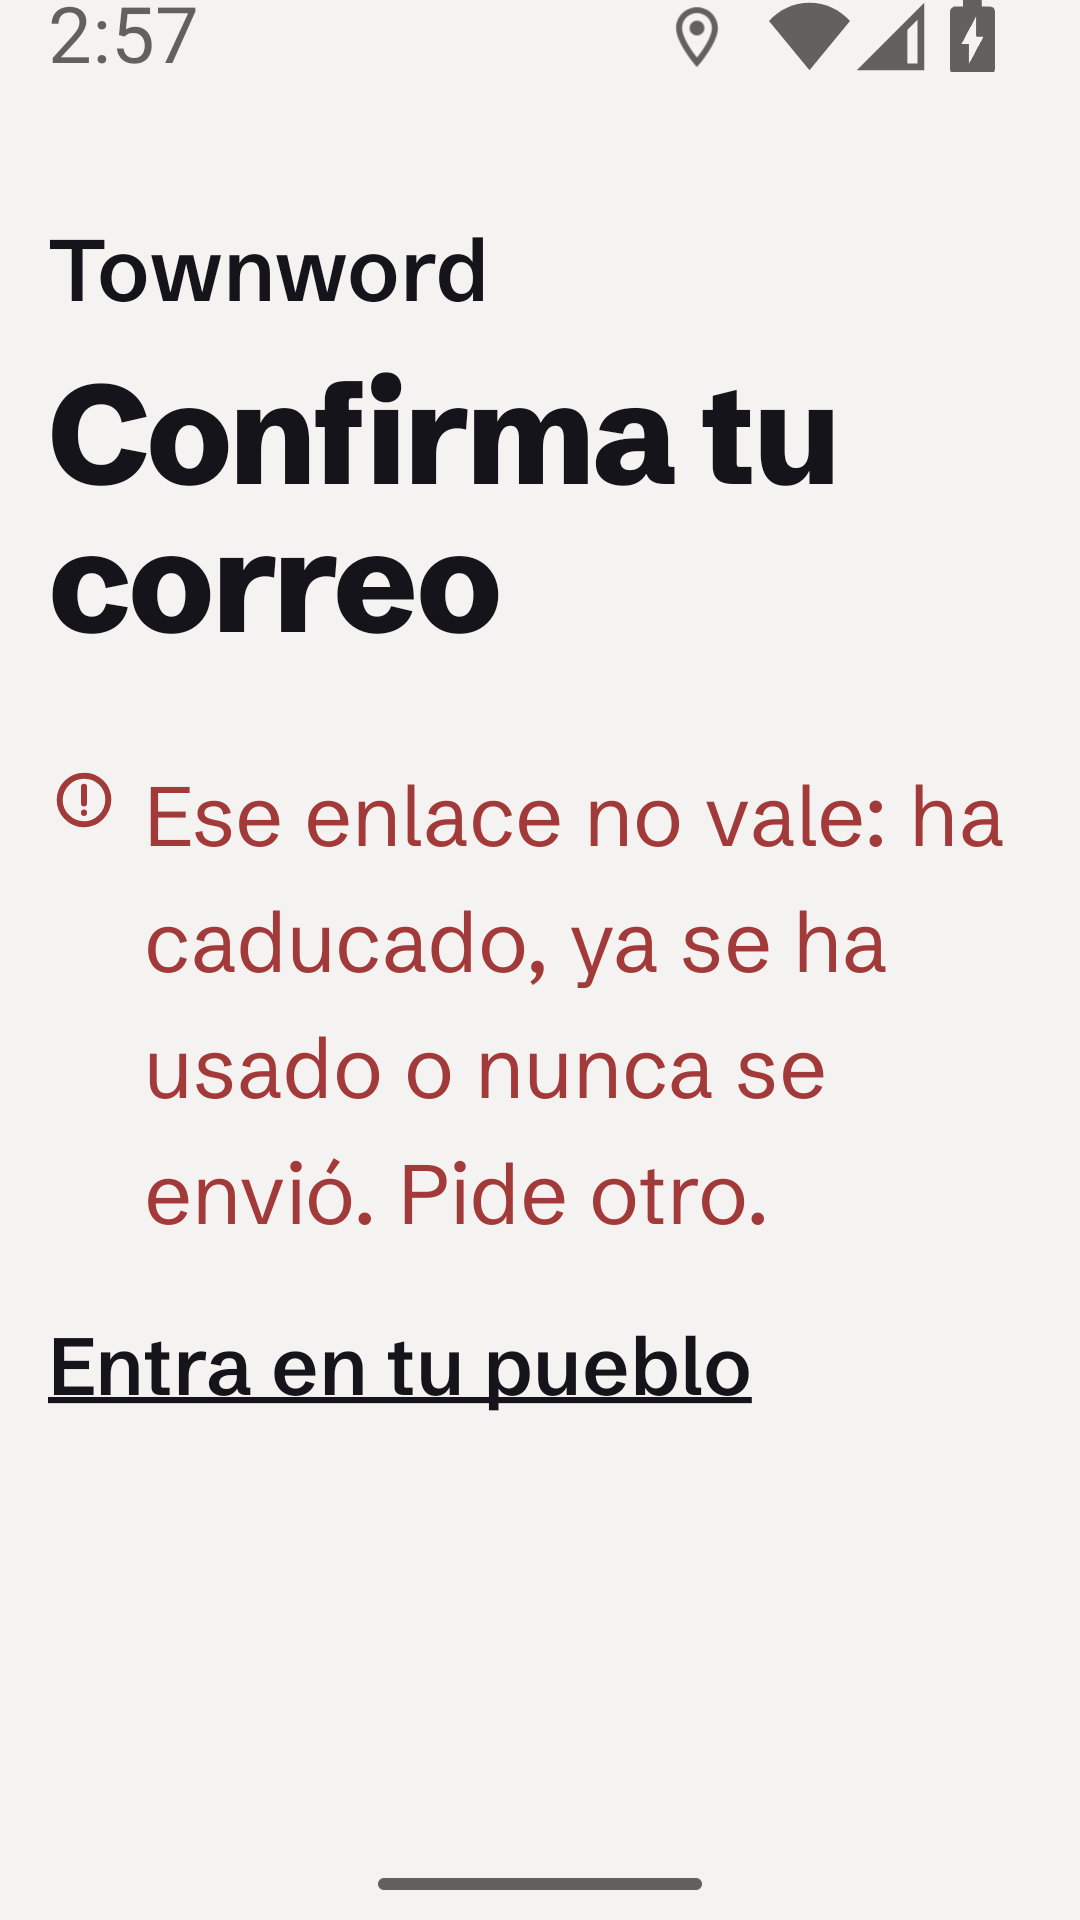 2:57
Townword
Confirma tu
correo
Ese enlace no vale: ha
caducado, ya se ha
usado o nunca se
envió. Pide otro.
Entra en tu pueblo